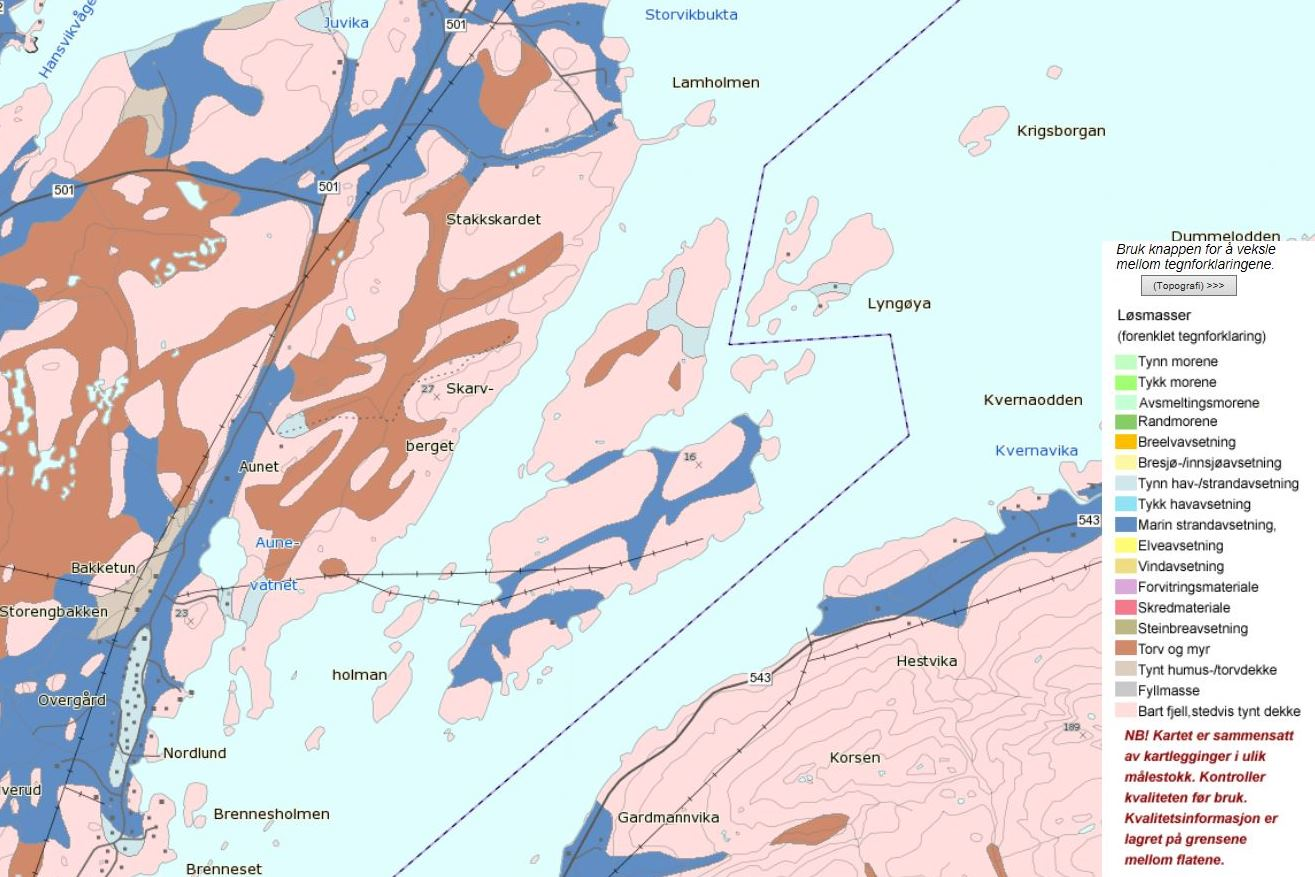 Hansvikvåge
Juvika
501
Storvikbukta
Lamholmen
Krigsborgan
501
501
Stakkskardet
Dummelodden
Lyngøya
27
Skarv-
berget
Kvernaodden
Kvernavika
16
Aunet
543
Aune-
vatnet
Bakketun
Storengbakken
23
holman
Hestvika
543
Overgård
189
Nordlund
Korsen
lverud
Brennesholmen
Gardmannvika
Brenneset
Bruk knappen for å veksle
mellom tegnforklaringene.
(Topografi) >>>
Løsmasser
(forenklet tegnforklaring)
Tynn morene
Tykk morene
Avsmeltingsmorene
Randmorene
Breelvavsetning
Bresjø-/innsjøavsetning
Tynn hav-/strandavsetning
Tykk havavsetning
Marin strandavsetning,
Elveavsetning
Vindavsetning
Forvitringsmateriale
Skredmateriale
Steinbreavsetning
Torv og myr
Tynt humus-/torvdekke
Fyllmasse
Bart fjell,stedvis tynt dekke
NB! Kartet er sammensatt
av kartlegginger i ulik
målestokk. Kontroller
kvaliteten før bruk.
Kvalitetsinformasjon er
lagret på grensene
mellom flatene.